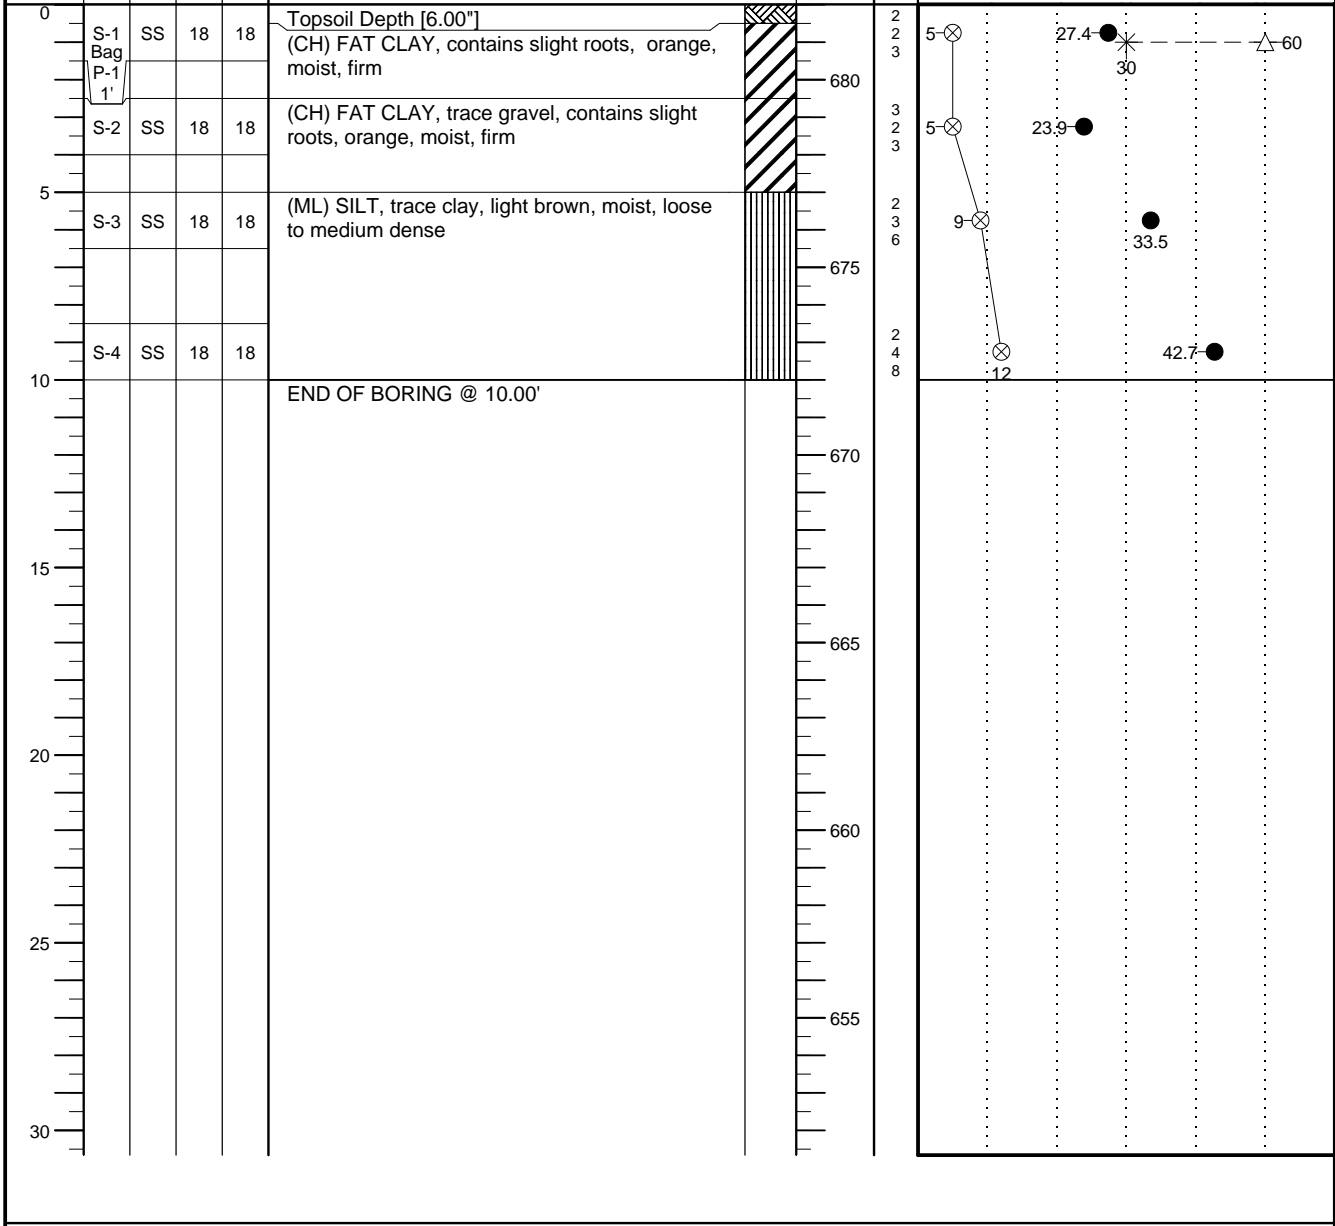 0
Topsoil Depth [6.00"]
S-1 SS 18 18
Bag
P-1
1'
(CH) FAT CLAY, contains slight roots, orange,
moist, firm
680
2
2
3
5
27.4
30
60
S-2 SS 18 18
(CH) FAT CLAY, trace gravel, contains slight
roots, orange, moist, firm
3
2
3
5
23.9
5
S-3 SS 18 18
(ML) SILT, trace clay, light brown, moist, loose
to medium dense
675
2
3
6
9
33.5
S-4 SS 18 18
2
4
8
12
42.7
10
END OF BORING @ 10.00'
670
15
665
20
660
25
655
30